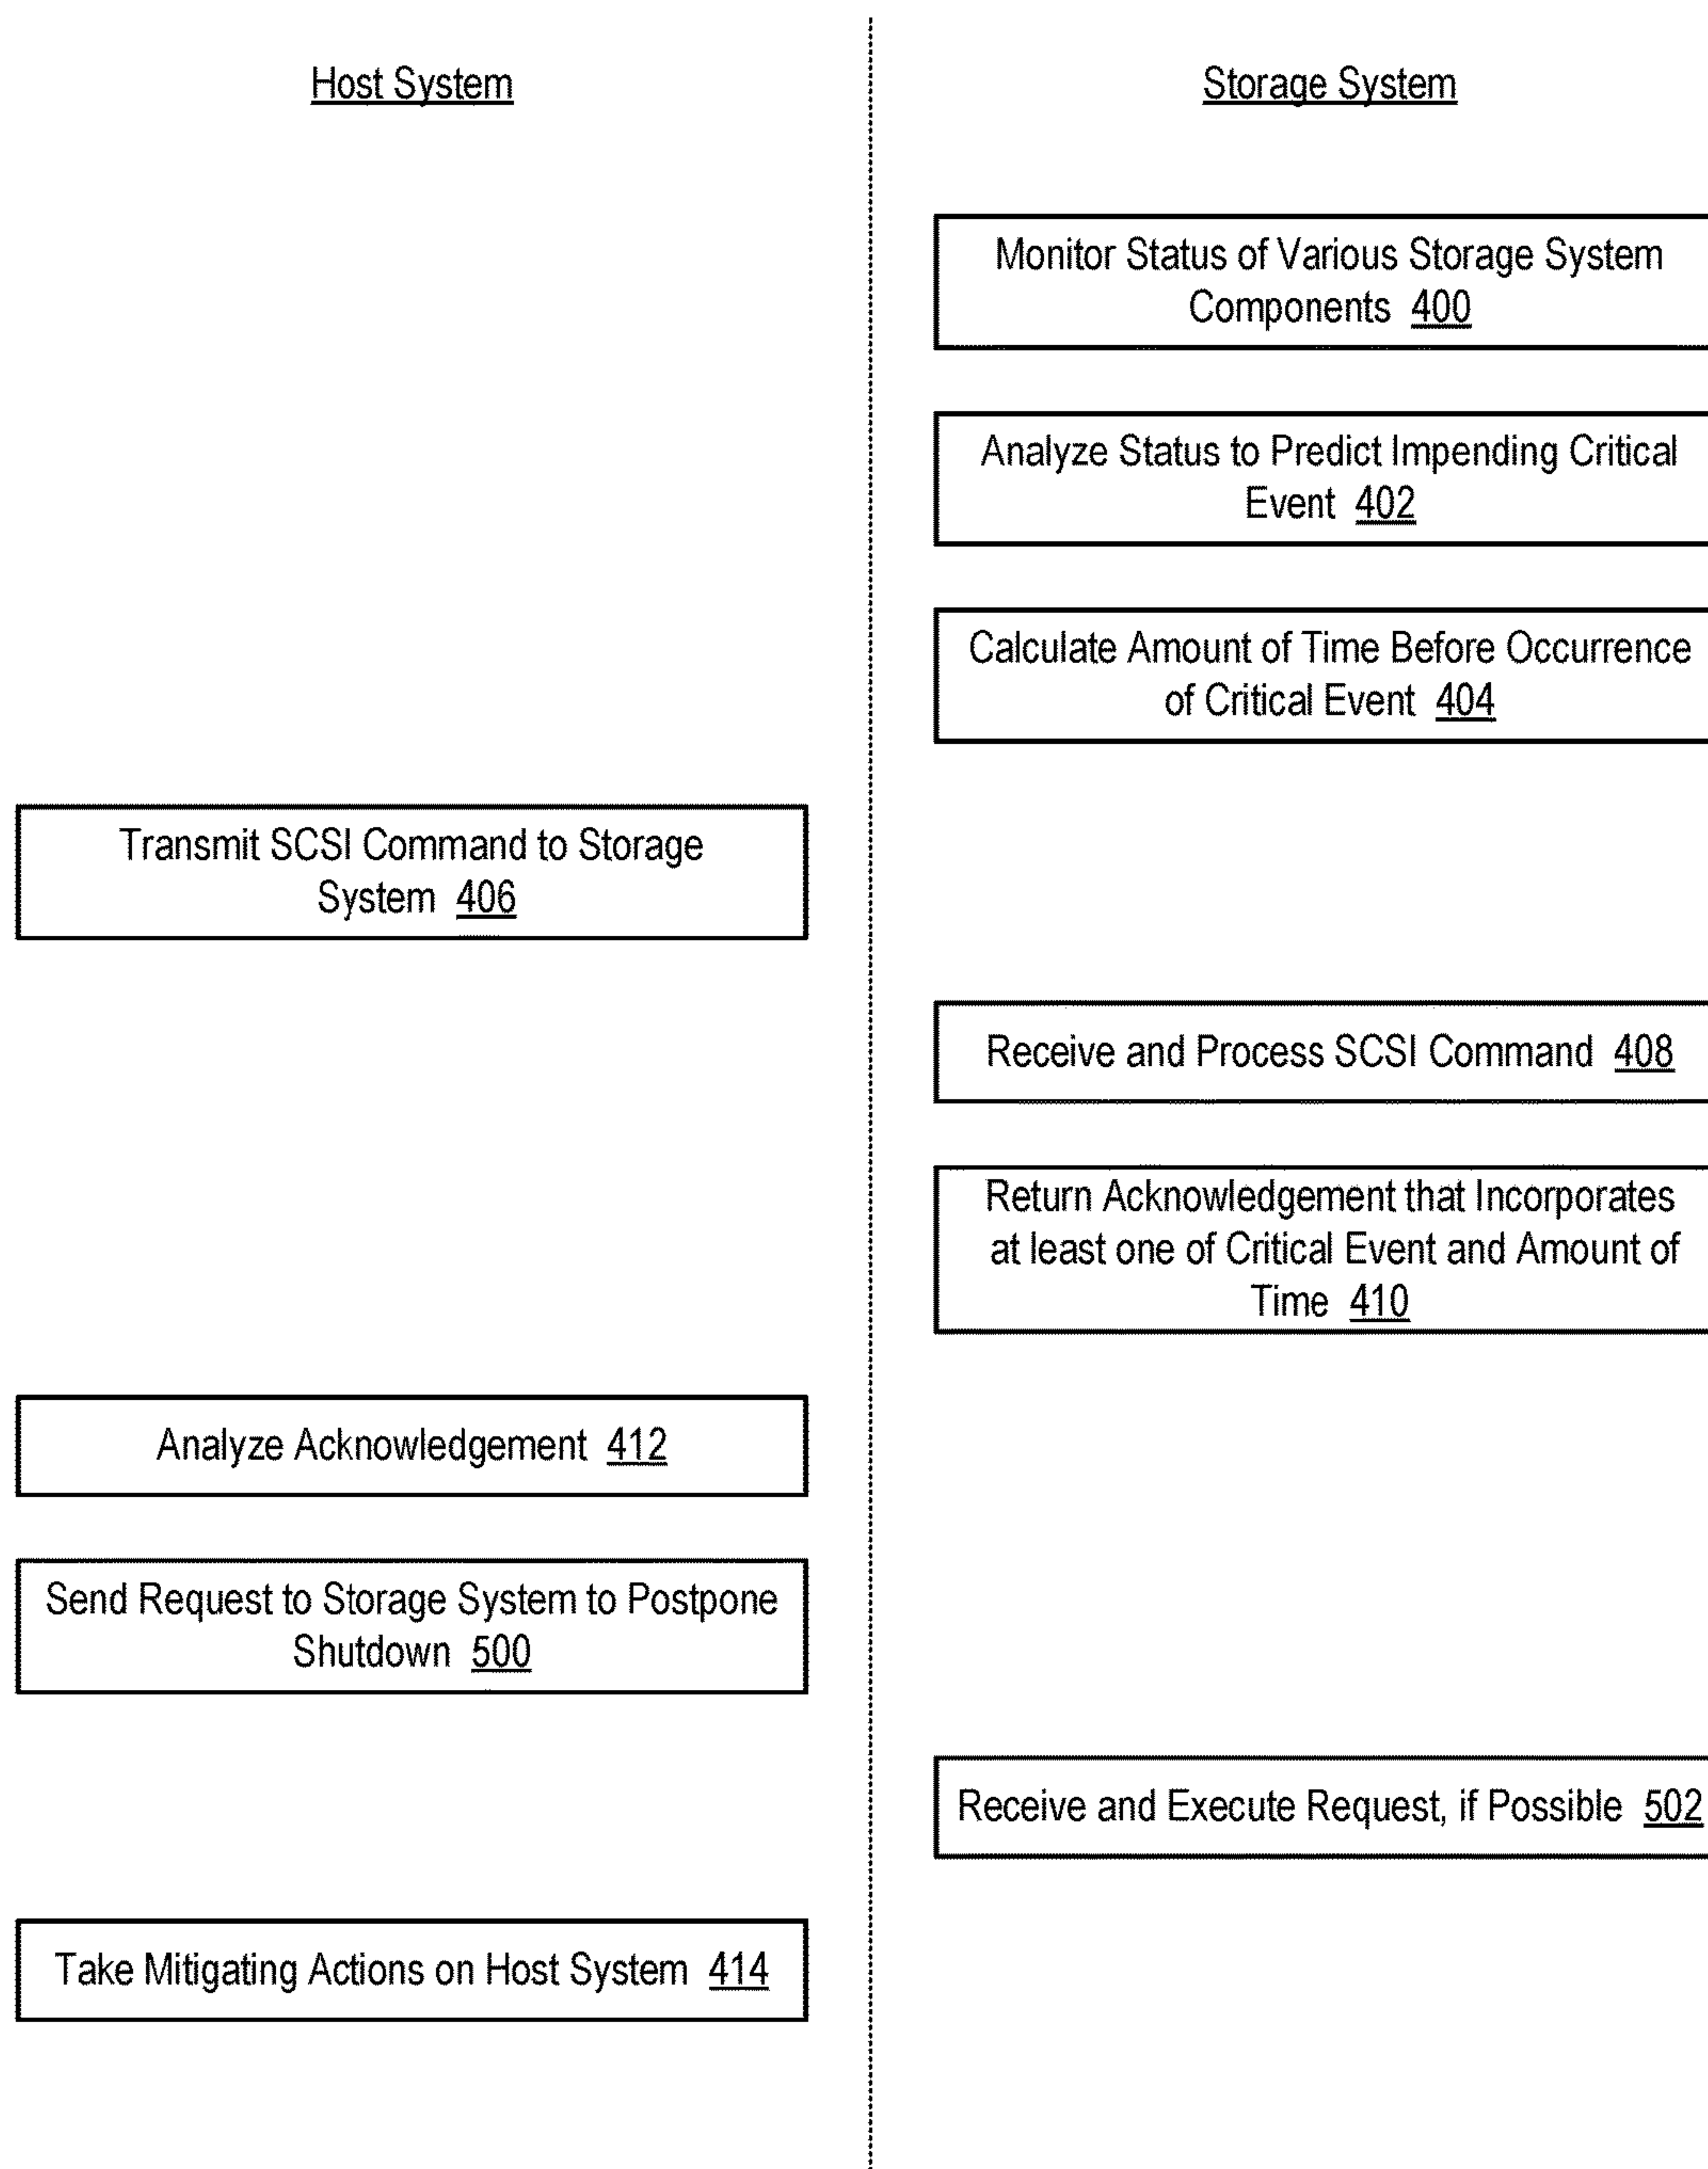 Host System
Storage System
Monitor Status of Various Storage System
Components 400
Analyze Status to Predict Impending Critical
Event 402
Calculate Amount of Time Before Occurrence
of Critical Event 404
Transmit SCSI Command to Storage
System 406
Receive and Process SCSI Command 408
Return Acknowledgement that Incorporates
at least one of Critical Event and Amount of
Time 410
Analyze Acknowledgement 412
Send Request to Storage System to Postpone
Shutdown 500
Receive and Execute Request, if Possible 502
Take Mitigating Actions on Host System 414